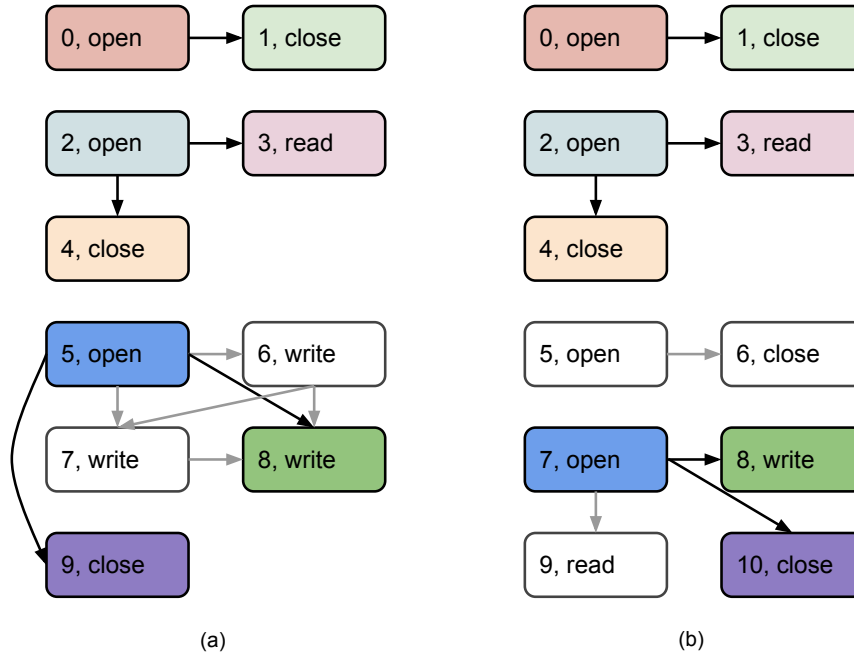 0, open
1, close
2, open
3, read
4, close
5, open
6, write
7, write
8, write
9, close
(a)
0, open
1, close
2, open
3, read
4, close
5, open
6, close
7, open
8, write
9, read
10, close
(b)